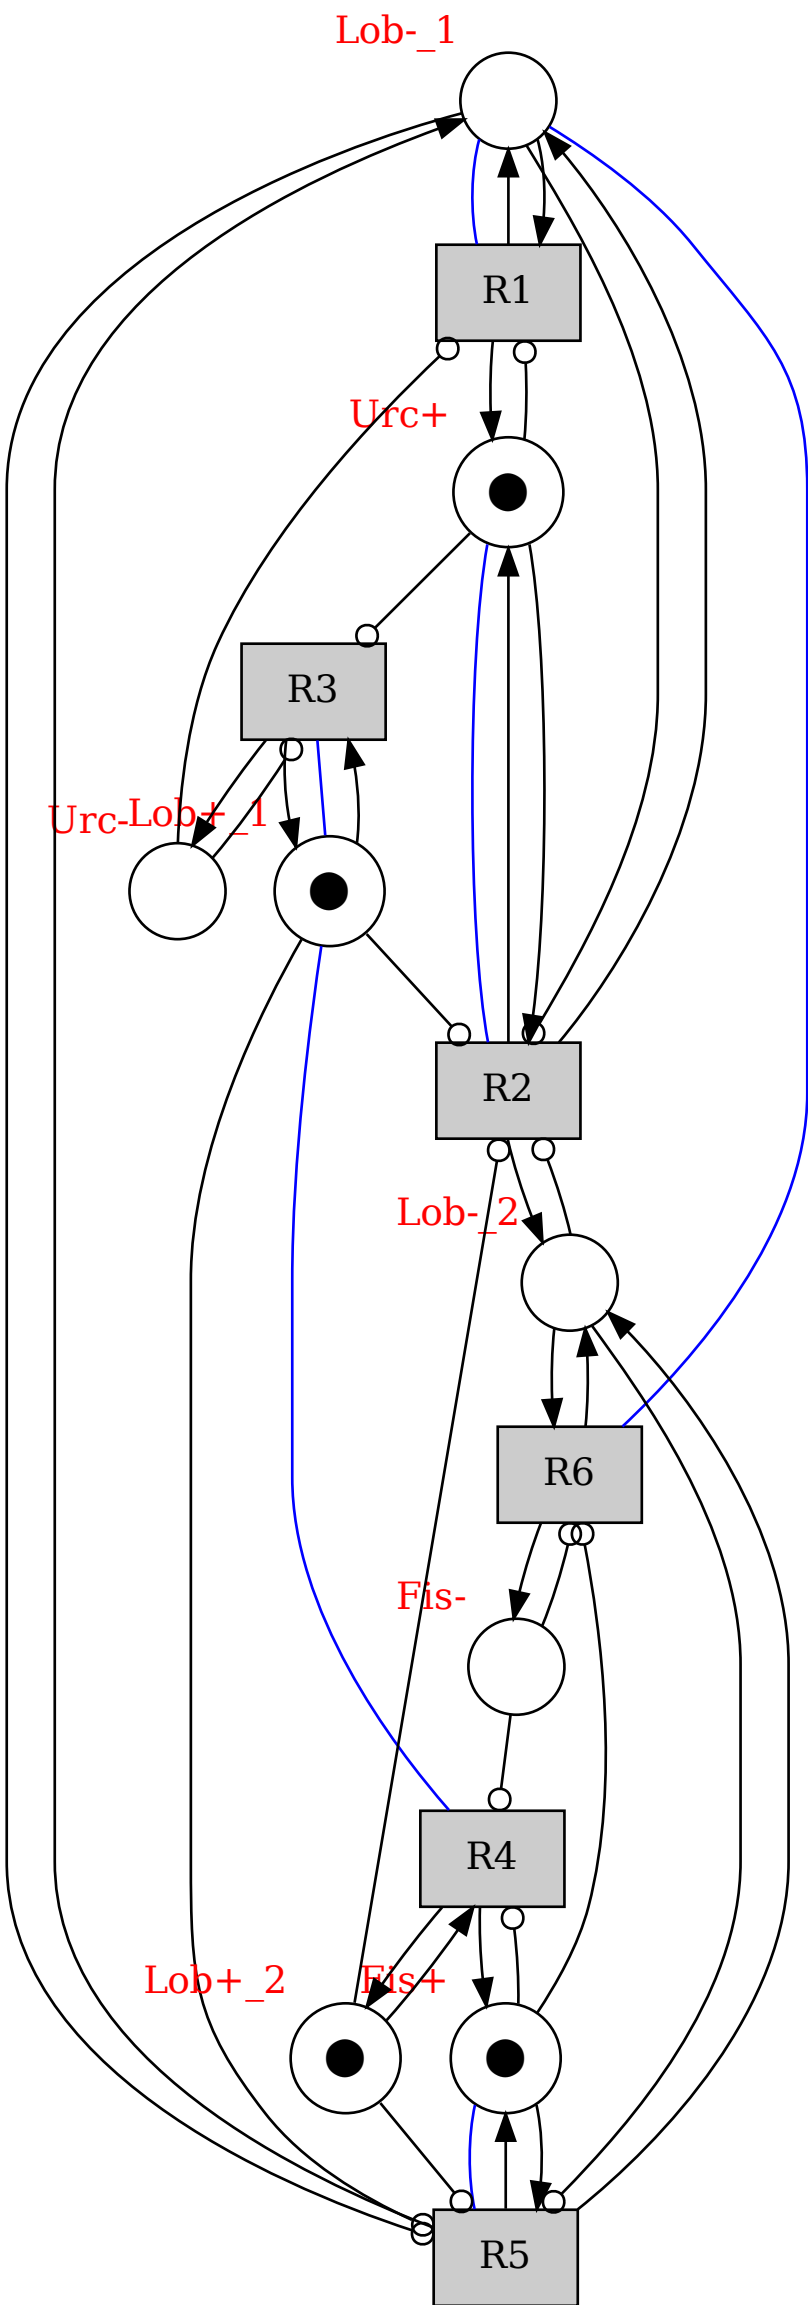 Lob-_1
R1
Urc+
R3
Urc-
Lob+_1
R2
Lob-_2
R6
Fis-
R4
Lob+_2
Fis+
R5